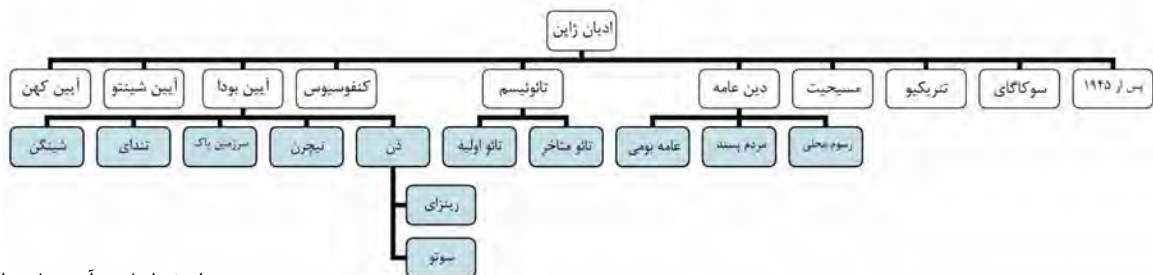 ادیان ژاپن
پس از ۱۹۴۵
سوکاگای
تنریکیو
مسیحیت
دین عامه
تائوئیسم
کنفوسیوس
آیین بودا
آیین شینتو
آیین کهن
رسوم محلی
مردم پسند
عامه بومی
تائو متاخر
تائو اولیه
ذن
نیچرن
سرزمین پاک
تندای
شینگن
رینزای
سوتو